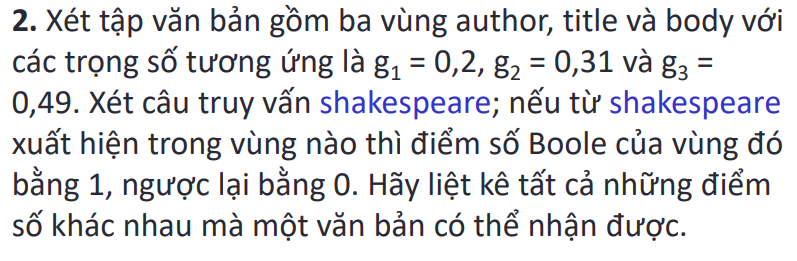 2. Xét tập văn bản gồm ba vùng author, title và body với
các trọng số tương ứng là g₁ = 0,2, g₂ = 0,31 và g₃ =
0,49. Xét câu truy vấn shakespeare; nếu từ shakespeare
xuất hiện trong vùng nào thì điểm số Boole của vùng đó
bằng 1, ngược lại bằng 0. Hãy liệt kê tất cả những điểm
số khác nhau mà một văn bản có thể nhận được.